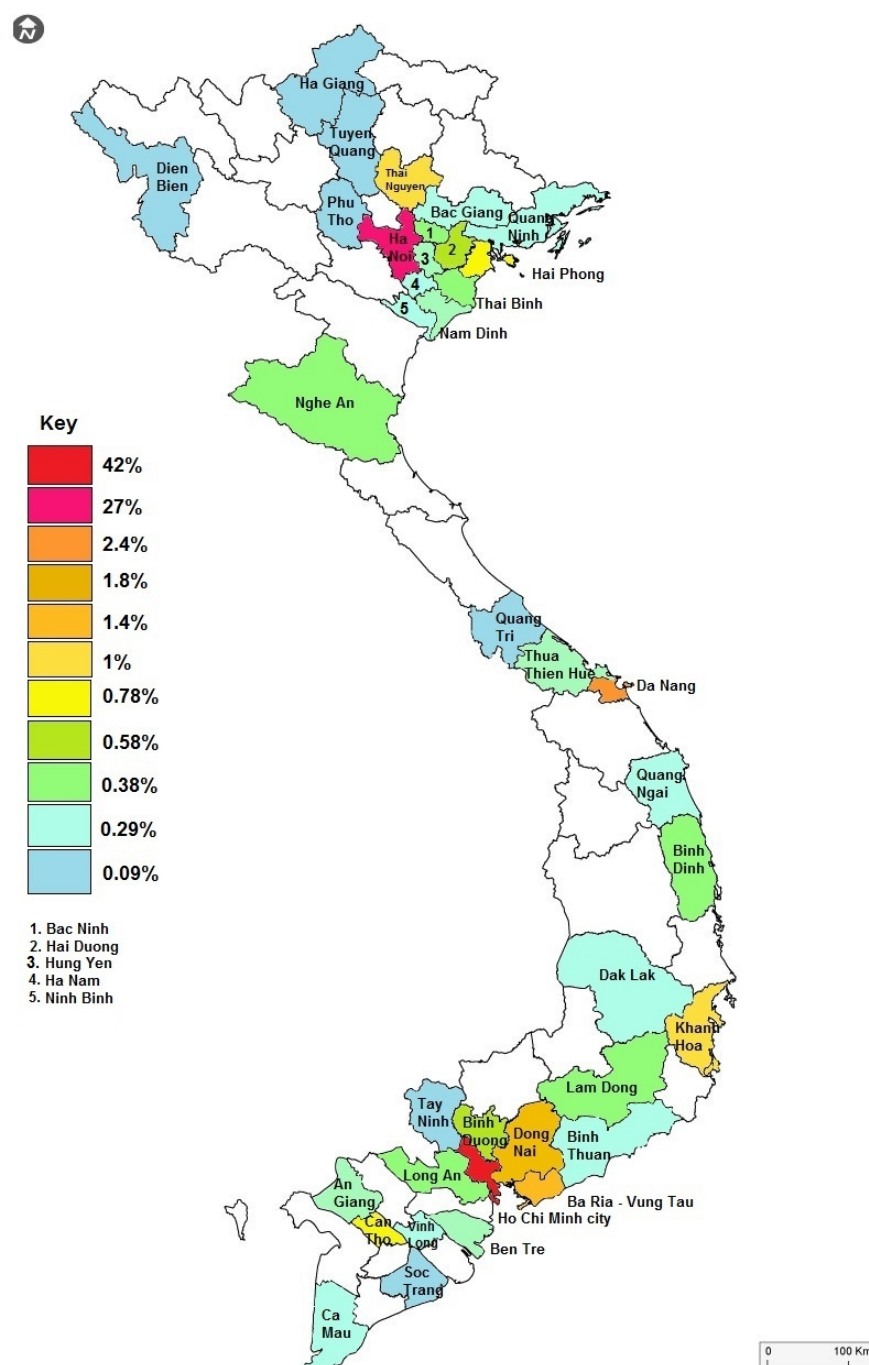 N
Ha Giang
Tuyen
Quang
Dien
Bien
Thai
Nguyen
Phu
Tho
Bac Giang
Quang
Ninh
Ha
Noi
1
2
3
Hai Phong
4
Thai Binh
5
Nam Dinh
Nghe An
Key
42%
27%
2.4%
1.8%
1.4%
1%
0.78%
0.58%
0.38%
0.29%
0.09%
1. Bac Ninh
2. Hai Duong
3. Hung Yen
4. Ha Nam
5. Ninh Binh
Quang
Tri
Thua
Thien Hue
Da Nang
Quang
Ngai
Binh
Dinh
Dak Lak
Khanh
Hoa
Lam Dong
Tay
Ninh
Binh
Duong
Dong
Nai
Binh
Thuan
Long An
An
Giang
Ba Ria - Vung Tau
Ho Chi Minh city
Can
Tho
Vinh
Long
Ben Tre
Soc
Trang
Ca
Mau
0 100 Km